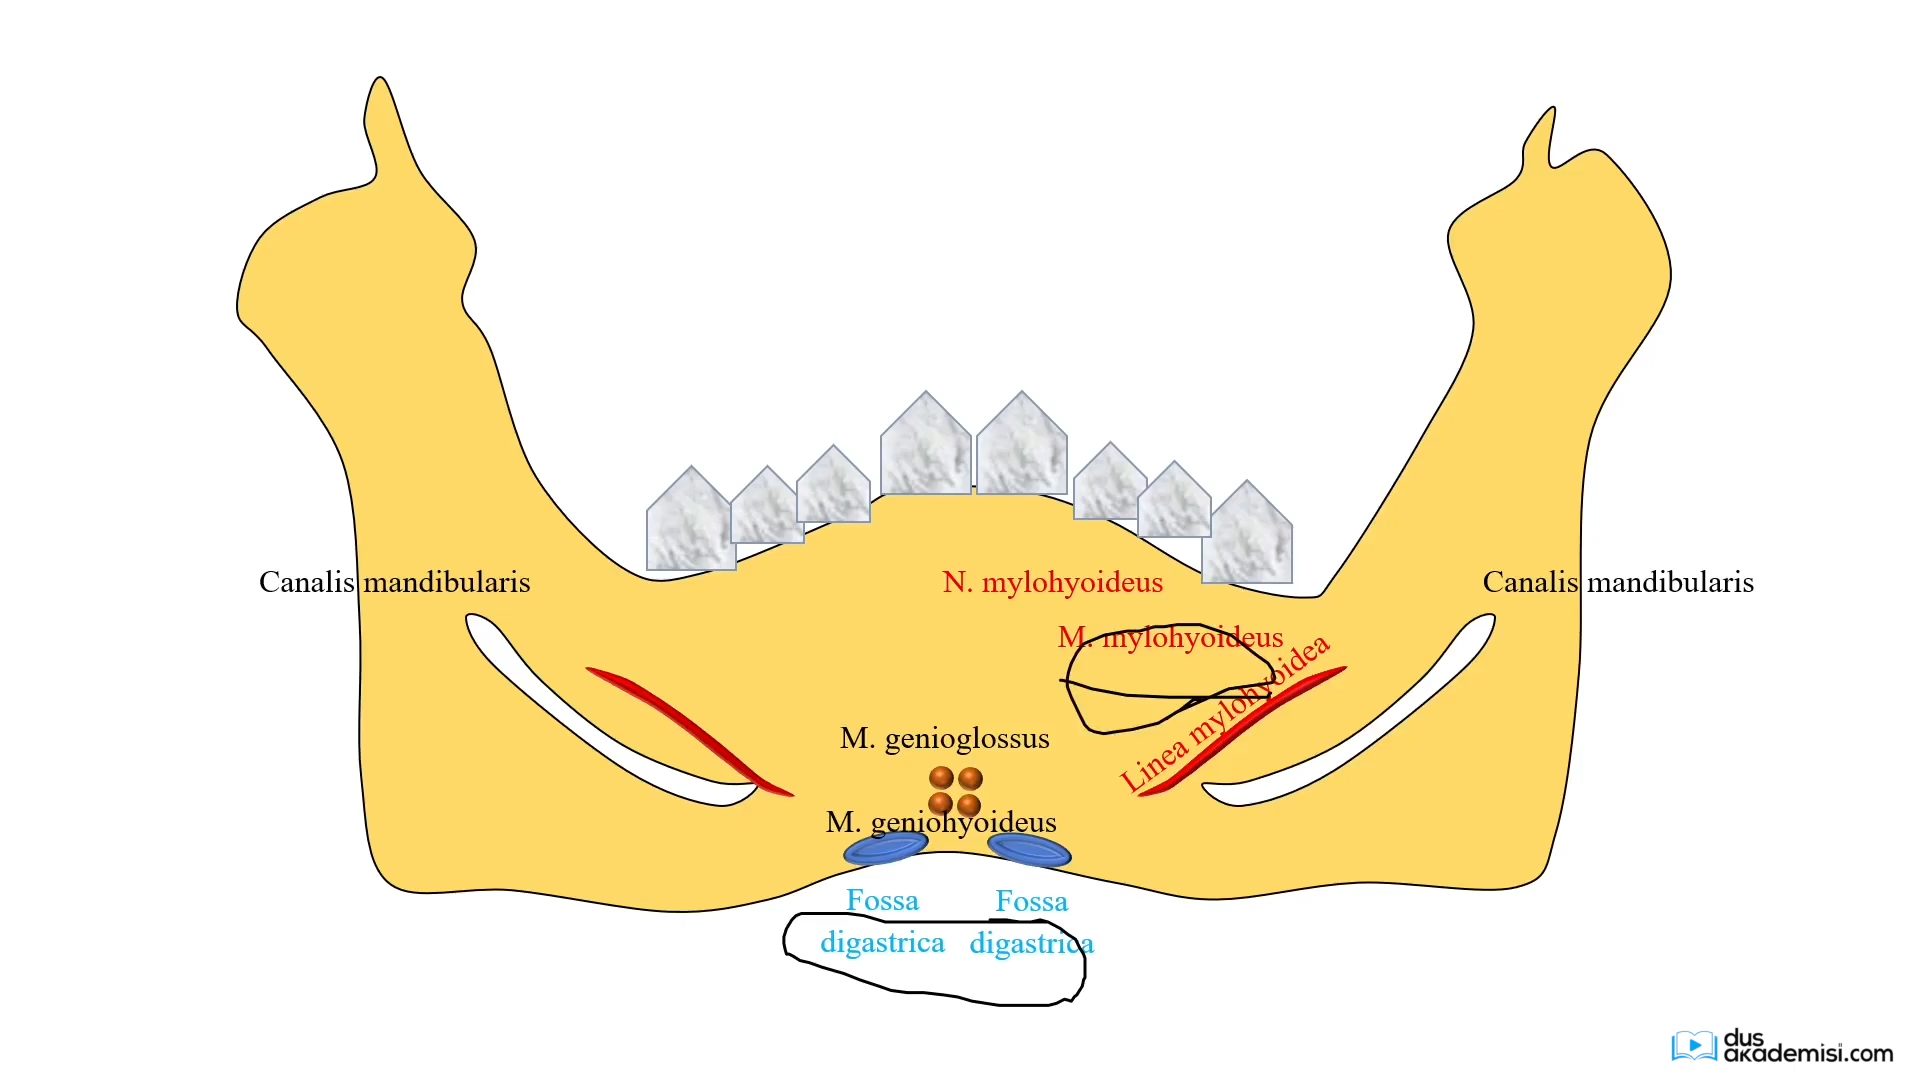 Canalis mandibularis
N. mylohyoideus
Canalis mandibularis
M. mylohyoideus
Linea mylohyoidea
M. genioglossus
M. geniohyoideus
Fossa
digastrica
Fossa
digastrica
dus
akademisi.com